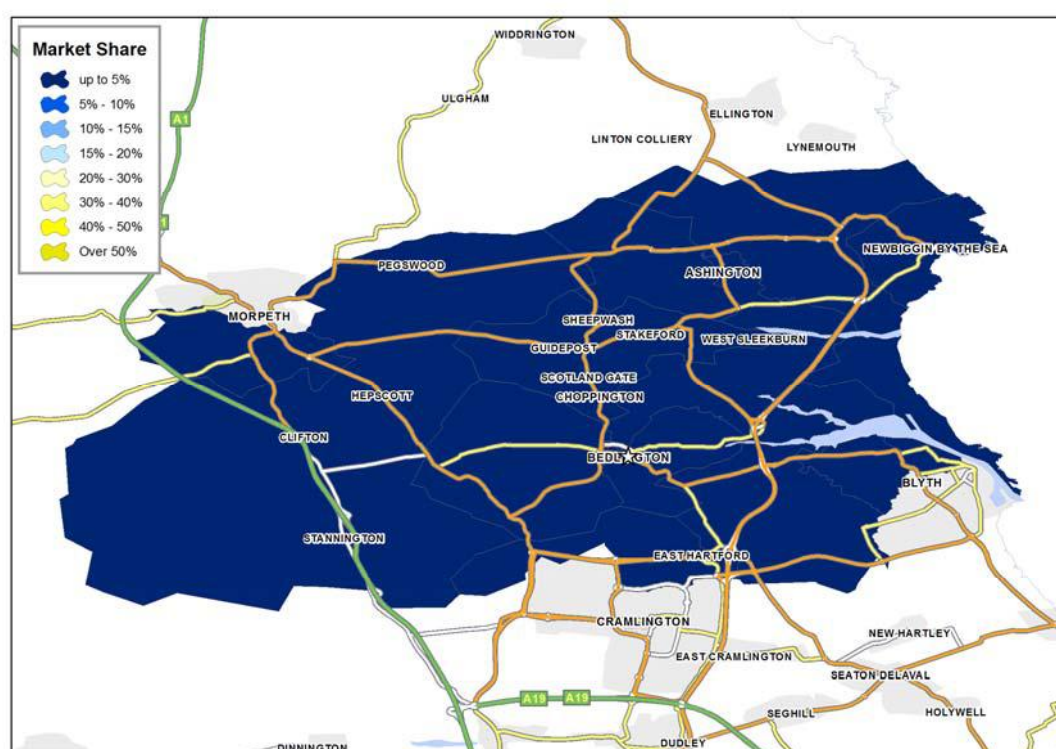 Market Share
up to 5%
5% - 10%
10% - 15%
15% - 20%
20% - 30%
30% - 40%
40% - 50%
Over 50%
WIDDRINGTON
ULGHAM
A1
ELLINGTON
LINTON COLLIERY
LYNEMOUTH
NEWBIGGIN BY THE SEA
PEGSWOOD
ASHINGTON
MORPETH
SHEEPWASH
STAKEFORD
WEST SLEEKBURN
GUIDEPOST
SCOTLAND GATE
HEPSCOTT
CHOPPINGTON
CLIFTON
BEDLINGTON
BLYTH
STANNINGTON
EAST HARTFORD
CRAMLINGTON
NEW HARTLEY
EAST CRAMLINGTON
SEATON DELAVAL
A19
A19
SEGHILL
HOLYWELL
DUDLEY
DINNINGTON